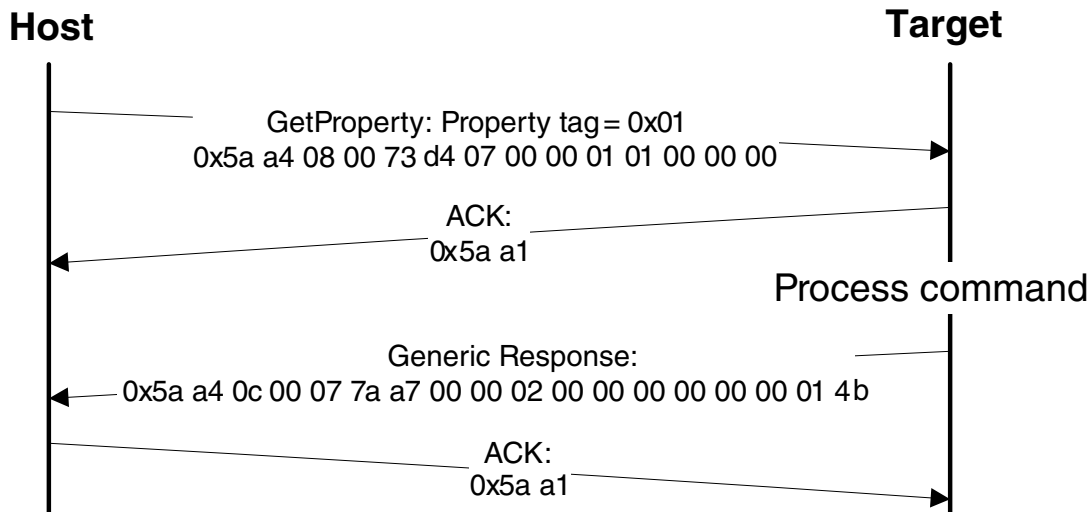 Host
Target
GetProperty: Property tag = 0x01
0x5a a4 08 00 73 d4 07 00 00 01 01 00 00 00
ACK:
0x5a a1
Process command
Generic Response:
0x5a a4 0c 00 07 7a a7 00 00 02 00 00 00 00 00 00 01 4b
ACK:
0x5a a1